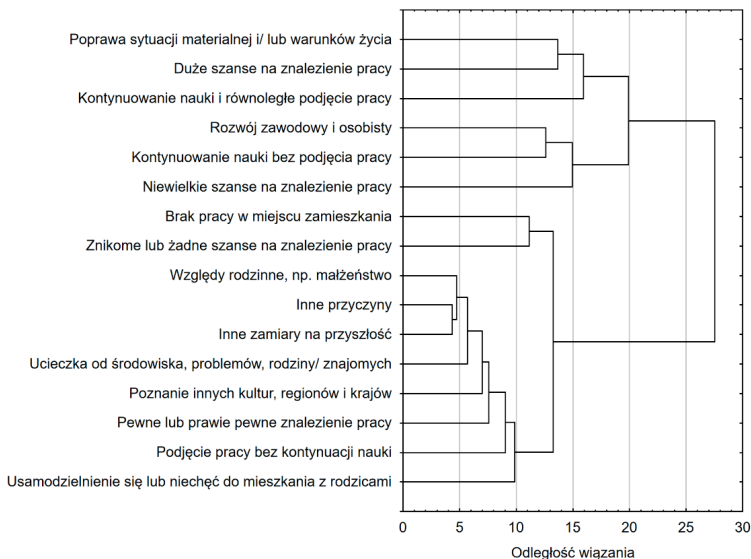 Poprawa sytuacji materialnej i/ lub warunków życia
Duże szanse na znalezienie pracy
Kontynuowanie nauki i równoległe podjęcie pracy
Rozwój zawodowy i osobisty
Kontynuowanie nauki bez podjęcia pracy
Niewielkie szanse na znalezienie pracy
Brak pracy w miejscu zamieszkania
Znikome lub żadne szanse na znalezienie pracy
Względy rodzinne, np. małżeństwo
Inne przyczyny
Inne zamiary na przyszłość
Ucieczka od środowiska, problemów, rodziny/ znajomych
Poznanie innych kultur, regionów i krajów
Pewne lub prawie pewne znalezienie pracy
Podjęcie pracy bez kontynuacji nauki
Usamodzielnienie się lub niechęć do mieszkania z rodzicami
0 5 10 15 20 25 30
Odległość wiązania